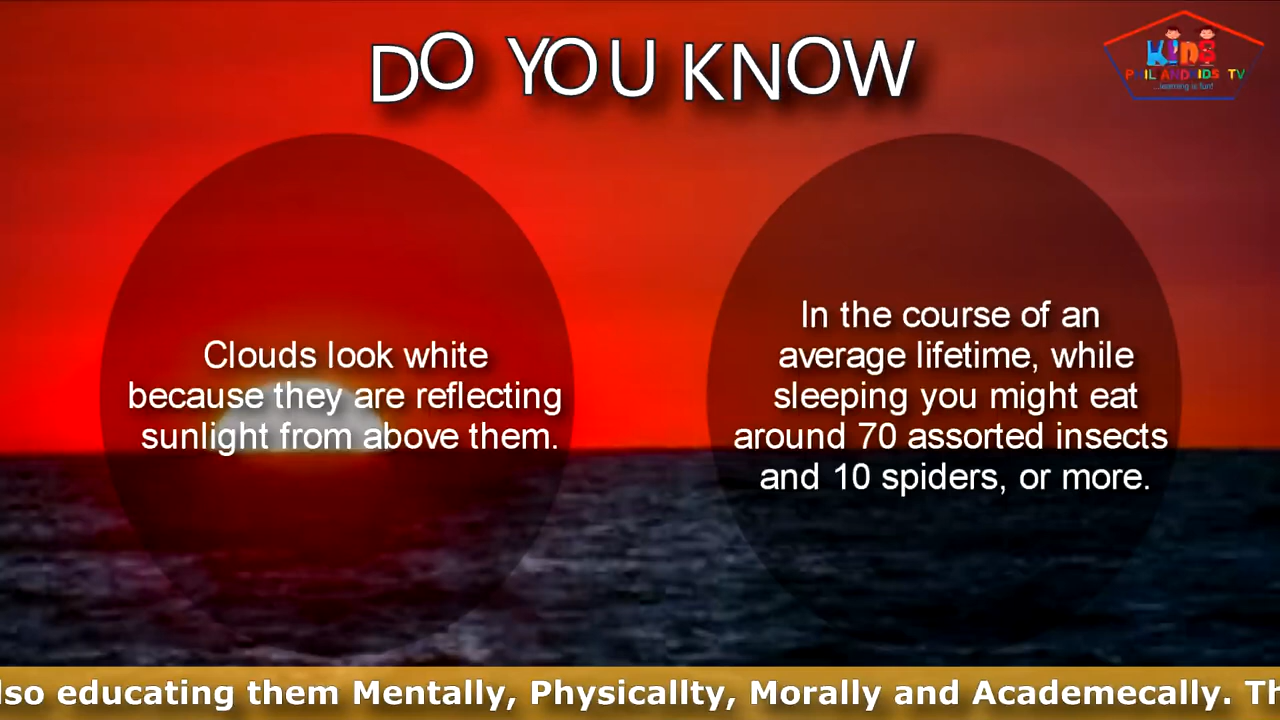 DO YOU KNOW
KIDS
PHIL AND KIDS TV
...learning is fun!
Clouds look white
because they are reflecting
sunlight from above them.
In the course of an
average lifetime, while
sleeping you might eat
around 70 assorted insects
and 10 spiders, or more.
lso educating them Mentally, Physicallty, Morally and Academecally. Th